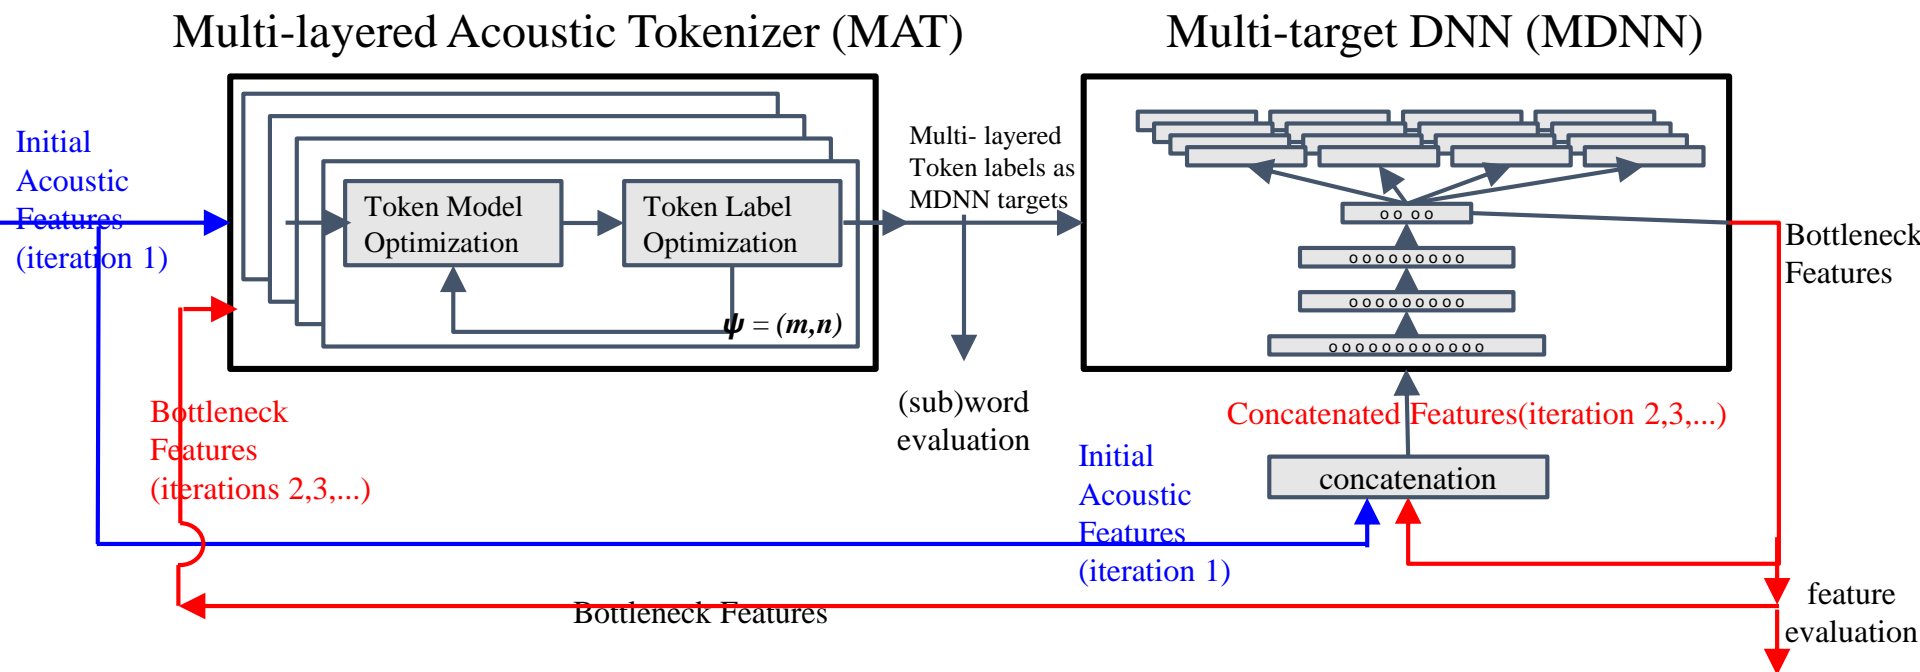 Multi-layered Acoustic Tokenizer (MAT)
Multi-target DNN (MDNN)
Initial
Acoustic
Features
(iteration 1)
Token Model
Optimization
Token Label
Optimization
ψ = (m,n)
Multi- layered
Token labels as
MDNN targets
(sub)word
evaluation
o o o o
o o o o o o o o o
o o o o o o o o o
o o o o o o o o o o o o
Bottleneck
Features
Bottleneck
Features
(iterations 2,3,...)
Concatenated Features(iteration 2,3,...)
Initial
Acoustic
Features
(iteration 1)
concatenation
Bottleneck Features
feature
evaluation